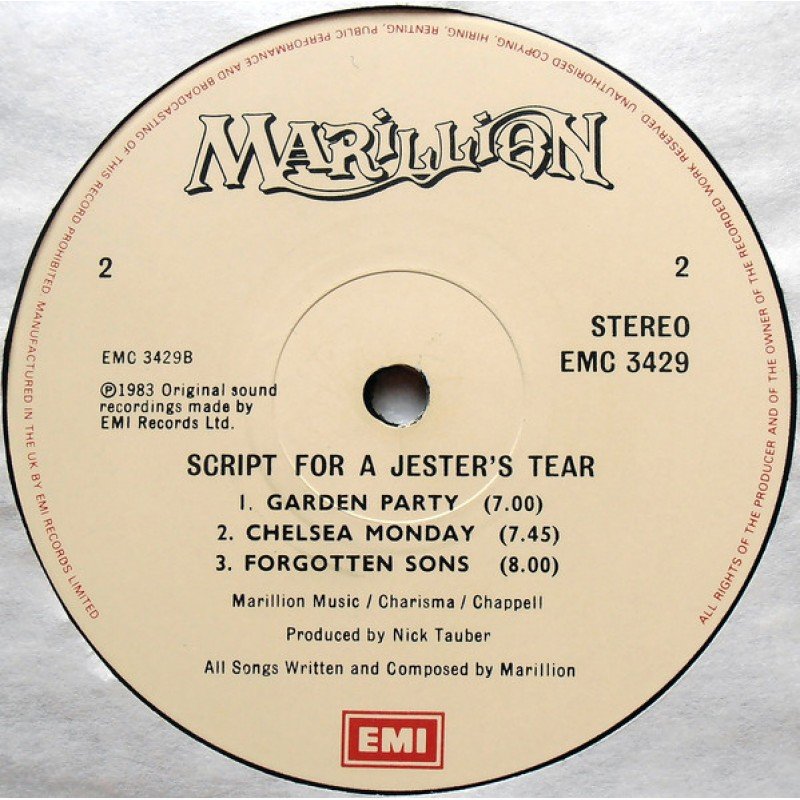 MARILLION
2
2
STEREO
EMC 3429
EMC 3429B
℗1983 Original sound
recordings made by
EMI Records Ltd.
SCRIPT FOR A JESTER'S TEAR
1. GARDEN PARTY (7.00)
2. CHELSEA MONDAY (7.45)
3. FORGOTTEN SONS (8.00)
Marillion Music / Charisma / Chappell
Produced by Nick Tauber
All Songs Written and Composed by Marillion
EMI
ALL RIGHTS OF THE PRODUCER AND OF THE OWNER OF THE RECORDED WORK RESERVED. UNAUTHORISED COPYING, HIRING, RENTING, PUBLIC PERFORMANCE AND BROADCASTING OF THIS RECORD PROHIBITED. MANUFACTURED IN THE UK BY EMI RECORDS LIMITED